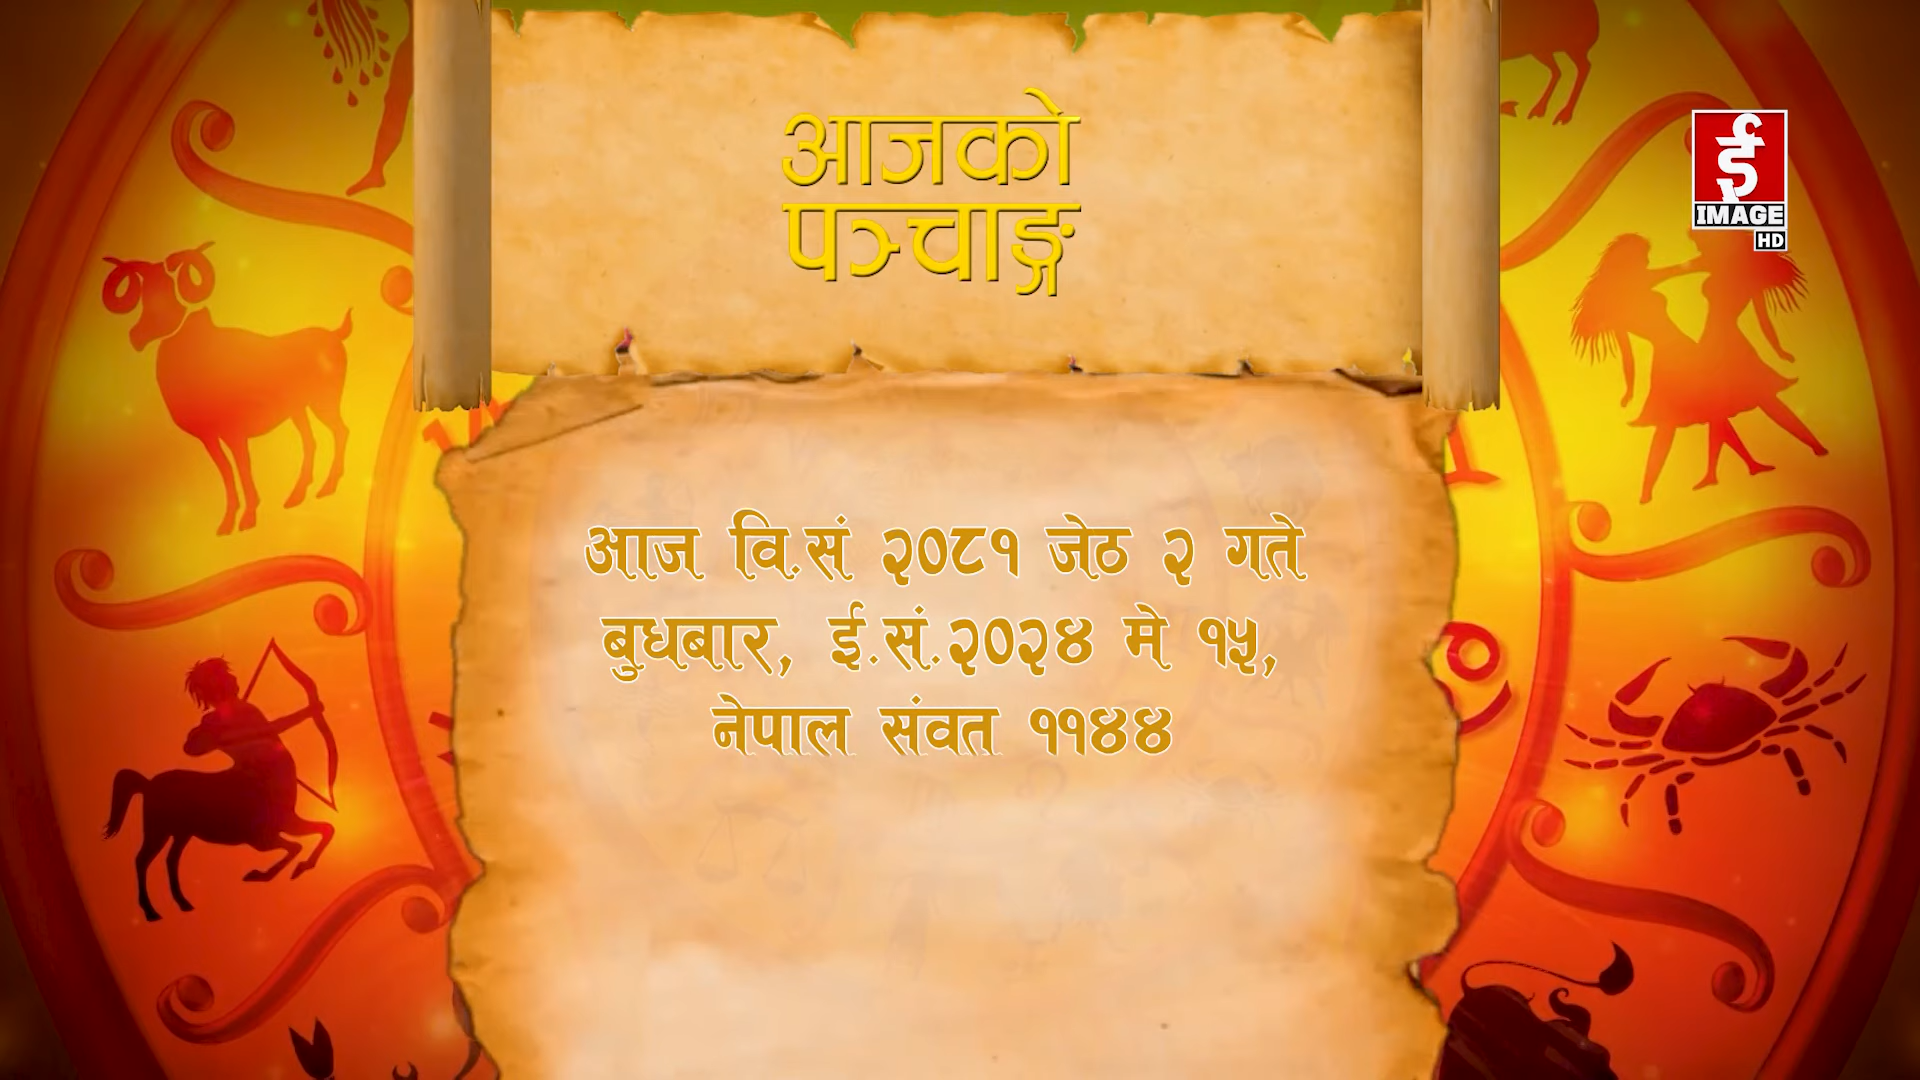 आजको
पञ्चाङ्ग
ई
IMAGE
HD
आज वि.सं २०८१ जेठ २ गते
बुधबार, ई.सं.२०२४ मे १५,
नेपाल संवत ११४४